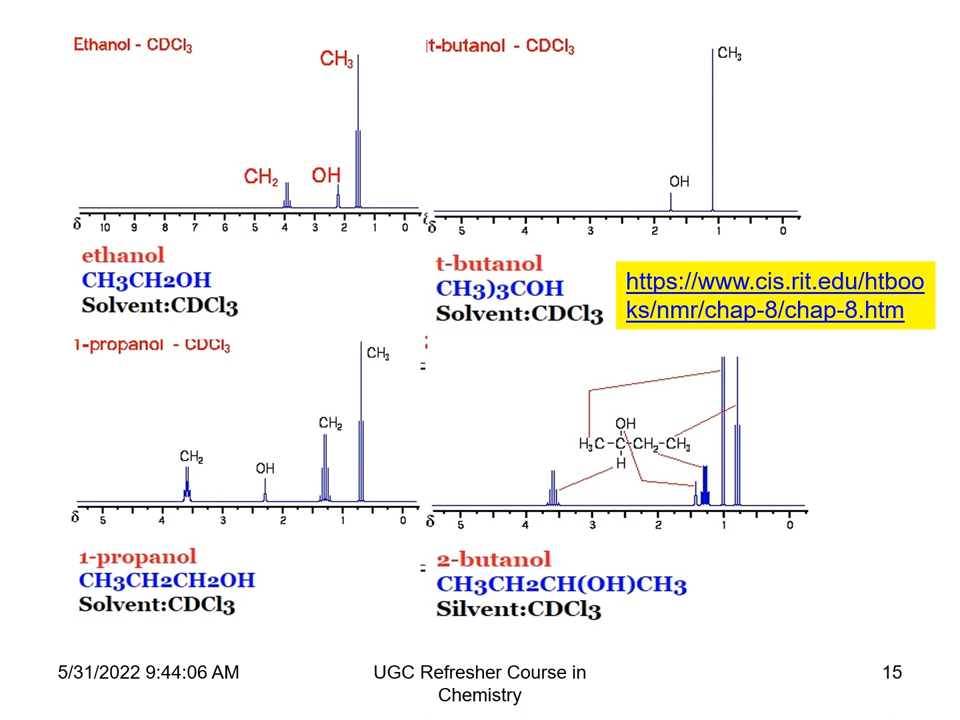 Ethanol - CDCl3
CH3
CH2
OH
δ 10 9 8 7 6 5 4 3 2 1 0
ethanol
CH3CH2OH
Solvent:CDCl3
t-butanol - CDCl3
CH3
OH
δ 5 4 3 2 1 0
t-butanol
CH3)3COH
Solvent:CDCl3
https://www.cis.rit.edu/htboo
ks/nmr/chap-8/chap-8.htm
1-propanol - CDCl3
CH3
CH2
CH2
OH
δ 5 4 3 2 1 0
1-propanol
CH3CH2CH2OH
Solvent:CDCl3
OH
H3C-C-CH2-CH3
H
δ 5 4 3 2 1 0
2-butanol
CH3CH2CH(OH)CH3
Silvent:CDCl3
5/31/2022 9:44:06 AM
UGC Refresher Course in
Chemistry
15